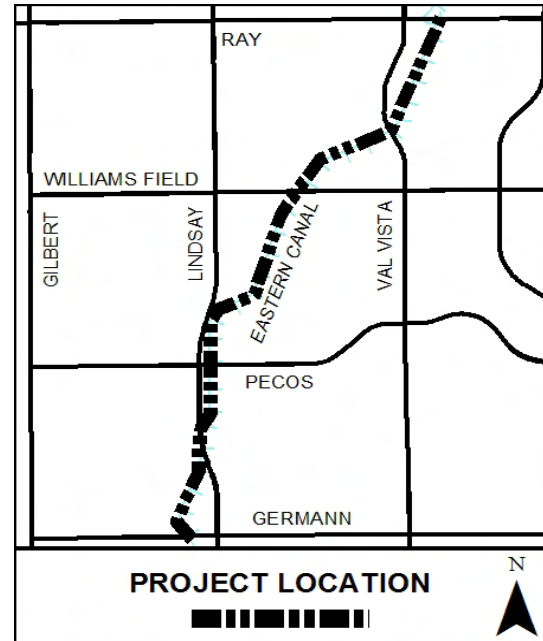 RAY
WILLIAMS FIELD
GILBERT
LINDSAY
EASTERN CANAL
VAL VISTA
PECOS
GERMANN
PROJECT LOCATION
N